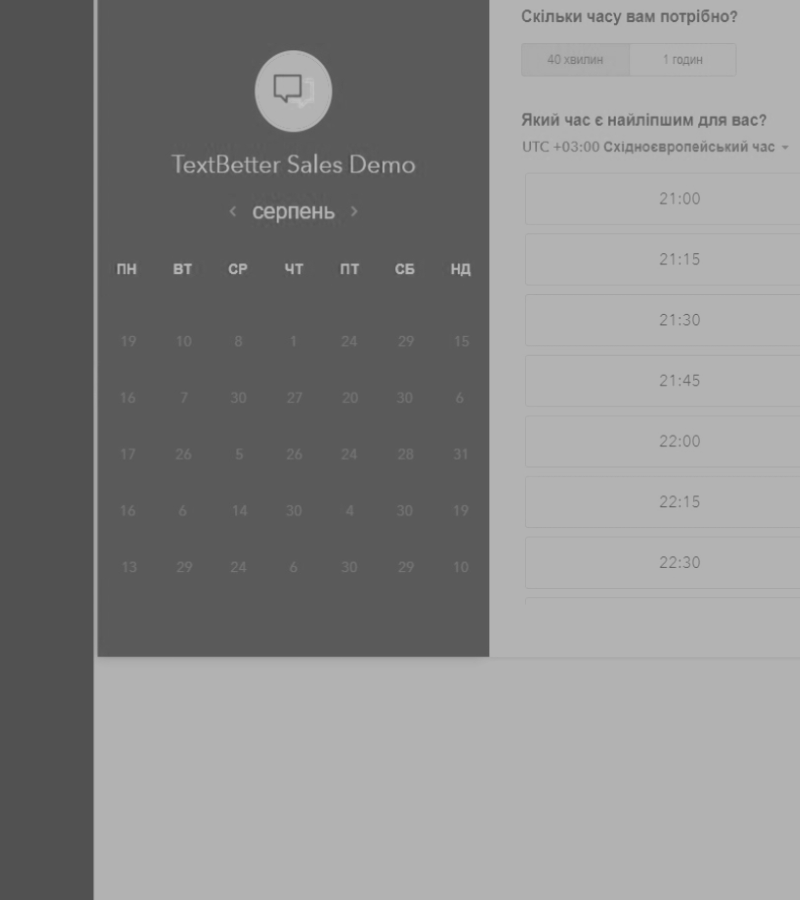 TextBetter Sales Demo
‹ серпень ›
ПН ВТ СР ЧТ ПТ СБ НД
19 10 8 1 24 29 15
16 7 30 27 20 30 6
17 26 5 26 24 28 31
16 6 14 30 4 30 19
13 29 24 6 30 29 10
Скільки часу вам потрібно?
40 хвилин 1 годин
Який час є найліпшим для вас?
UTC +03:00 Східноєвропейський час
21:00
21:15
21:30
21:45
22:00
22:15
22:30